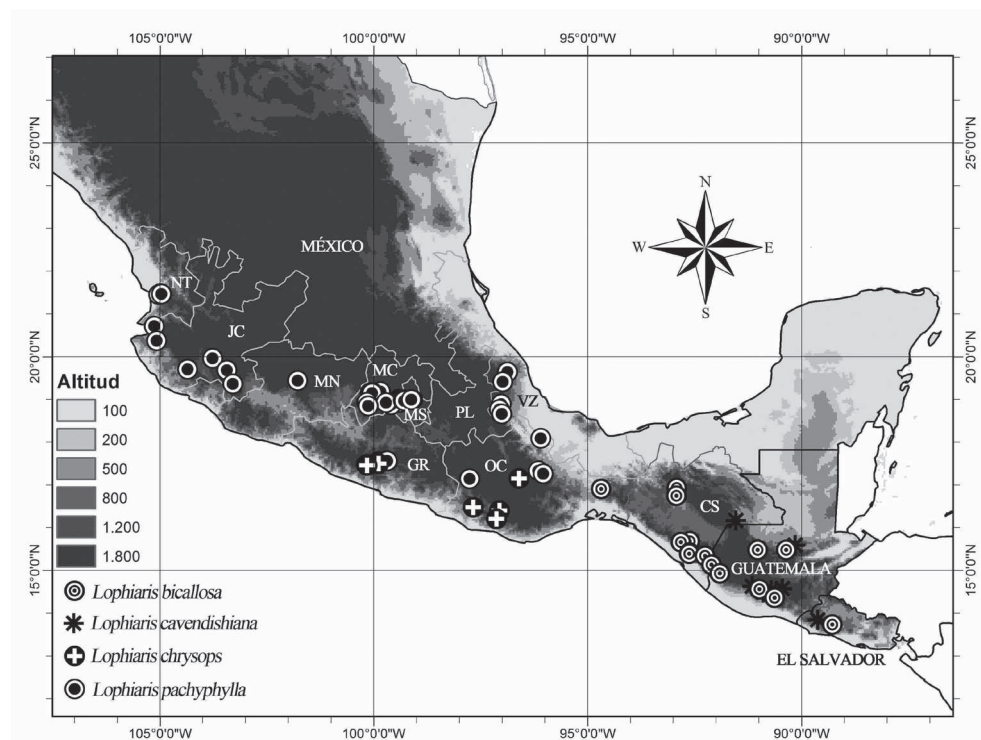 105°0'0"W 100°0'0"W 95°0'0"W 90°0'0"W
25°0'0"N 25°0'0"N
N
W E
S
MÉXICO
NT
JC
20°0'0"N 20°0'0"N
MN MC
MS PL VZ
GR OC
CS
Altitud
100
200
500
800
1.200
1.800
15°0'0"N 15°0'0"N
GUATEMALA
EL SALVADOR
Lophiaris bicallosa
Lophiaris cavendishiana
Lophiaris chrysops
Lophiaris pachyphylla
105°0'0"W 100°0'0"W 95°0'0"W 90°0'0"W